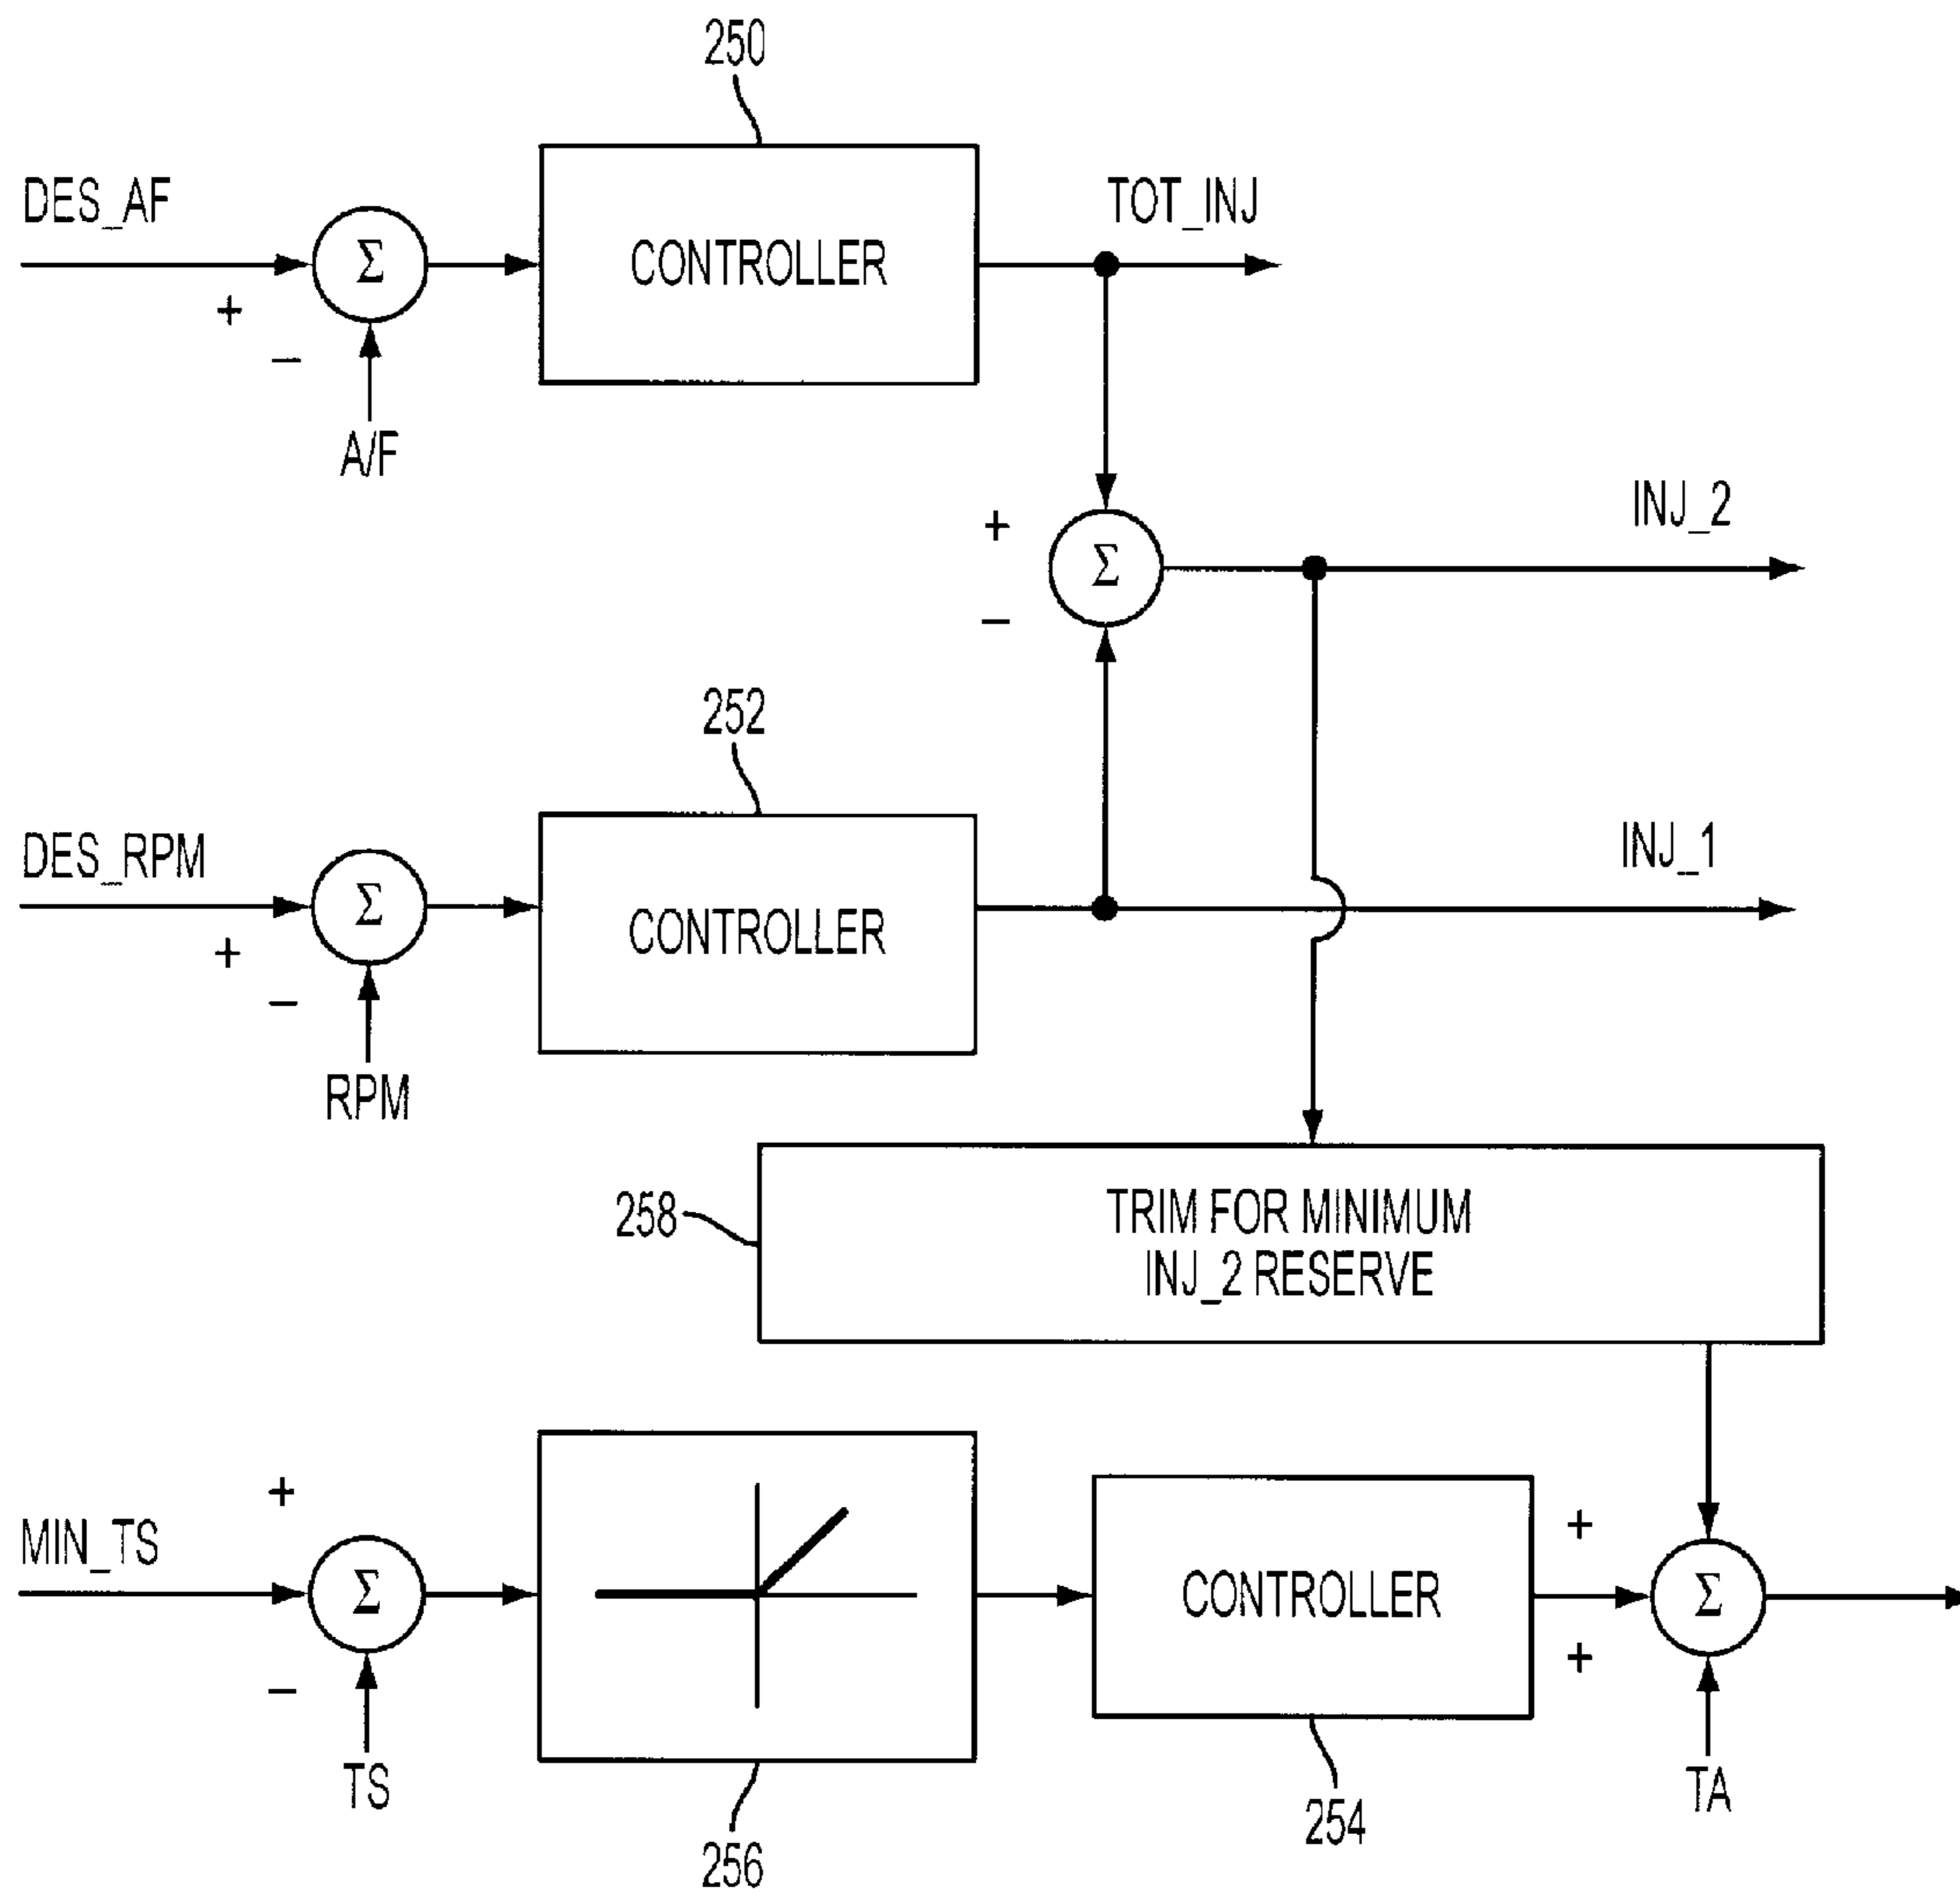 250
DES_AF
Σ
+
−
A/F
CONTROLLER
TOT_INJ
+
−
Σ
INJ_2
252
DES_RPM
Σ
+
−
RPM
CONTROLLER
INJ_1
258
TRIM FOR MINIMUM
INJ_2 RESERVE
MIN_TS
+
−
Σ
TS
256
CONTROLLER
254
+
+
Σ
TA